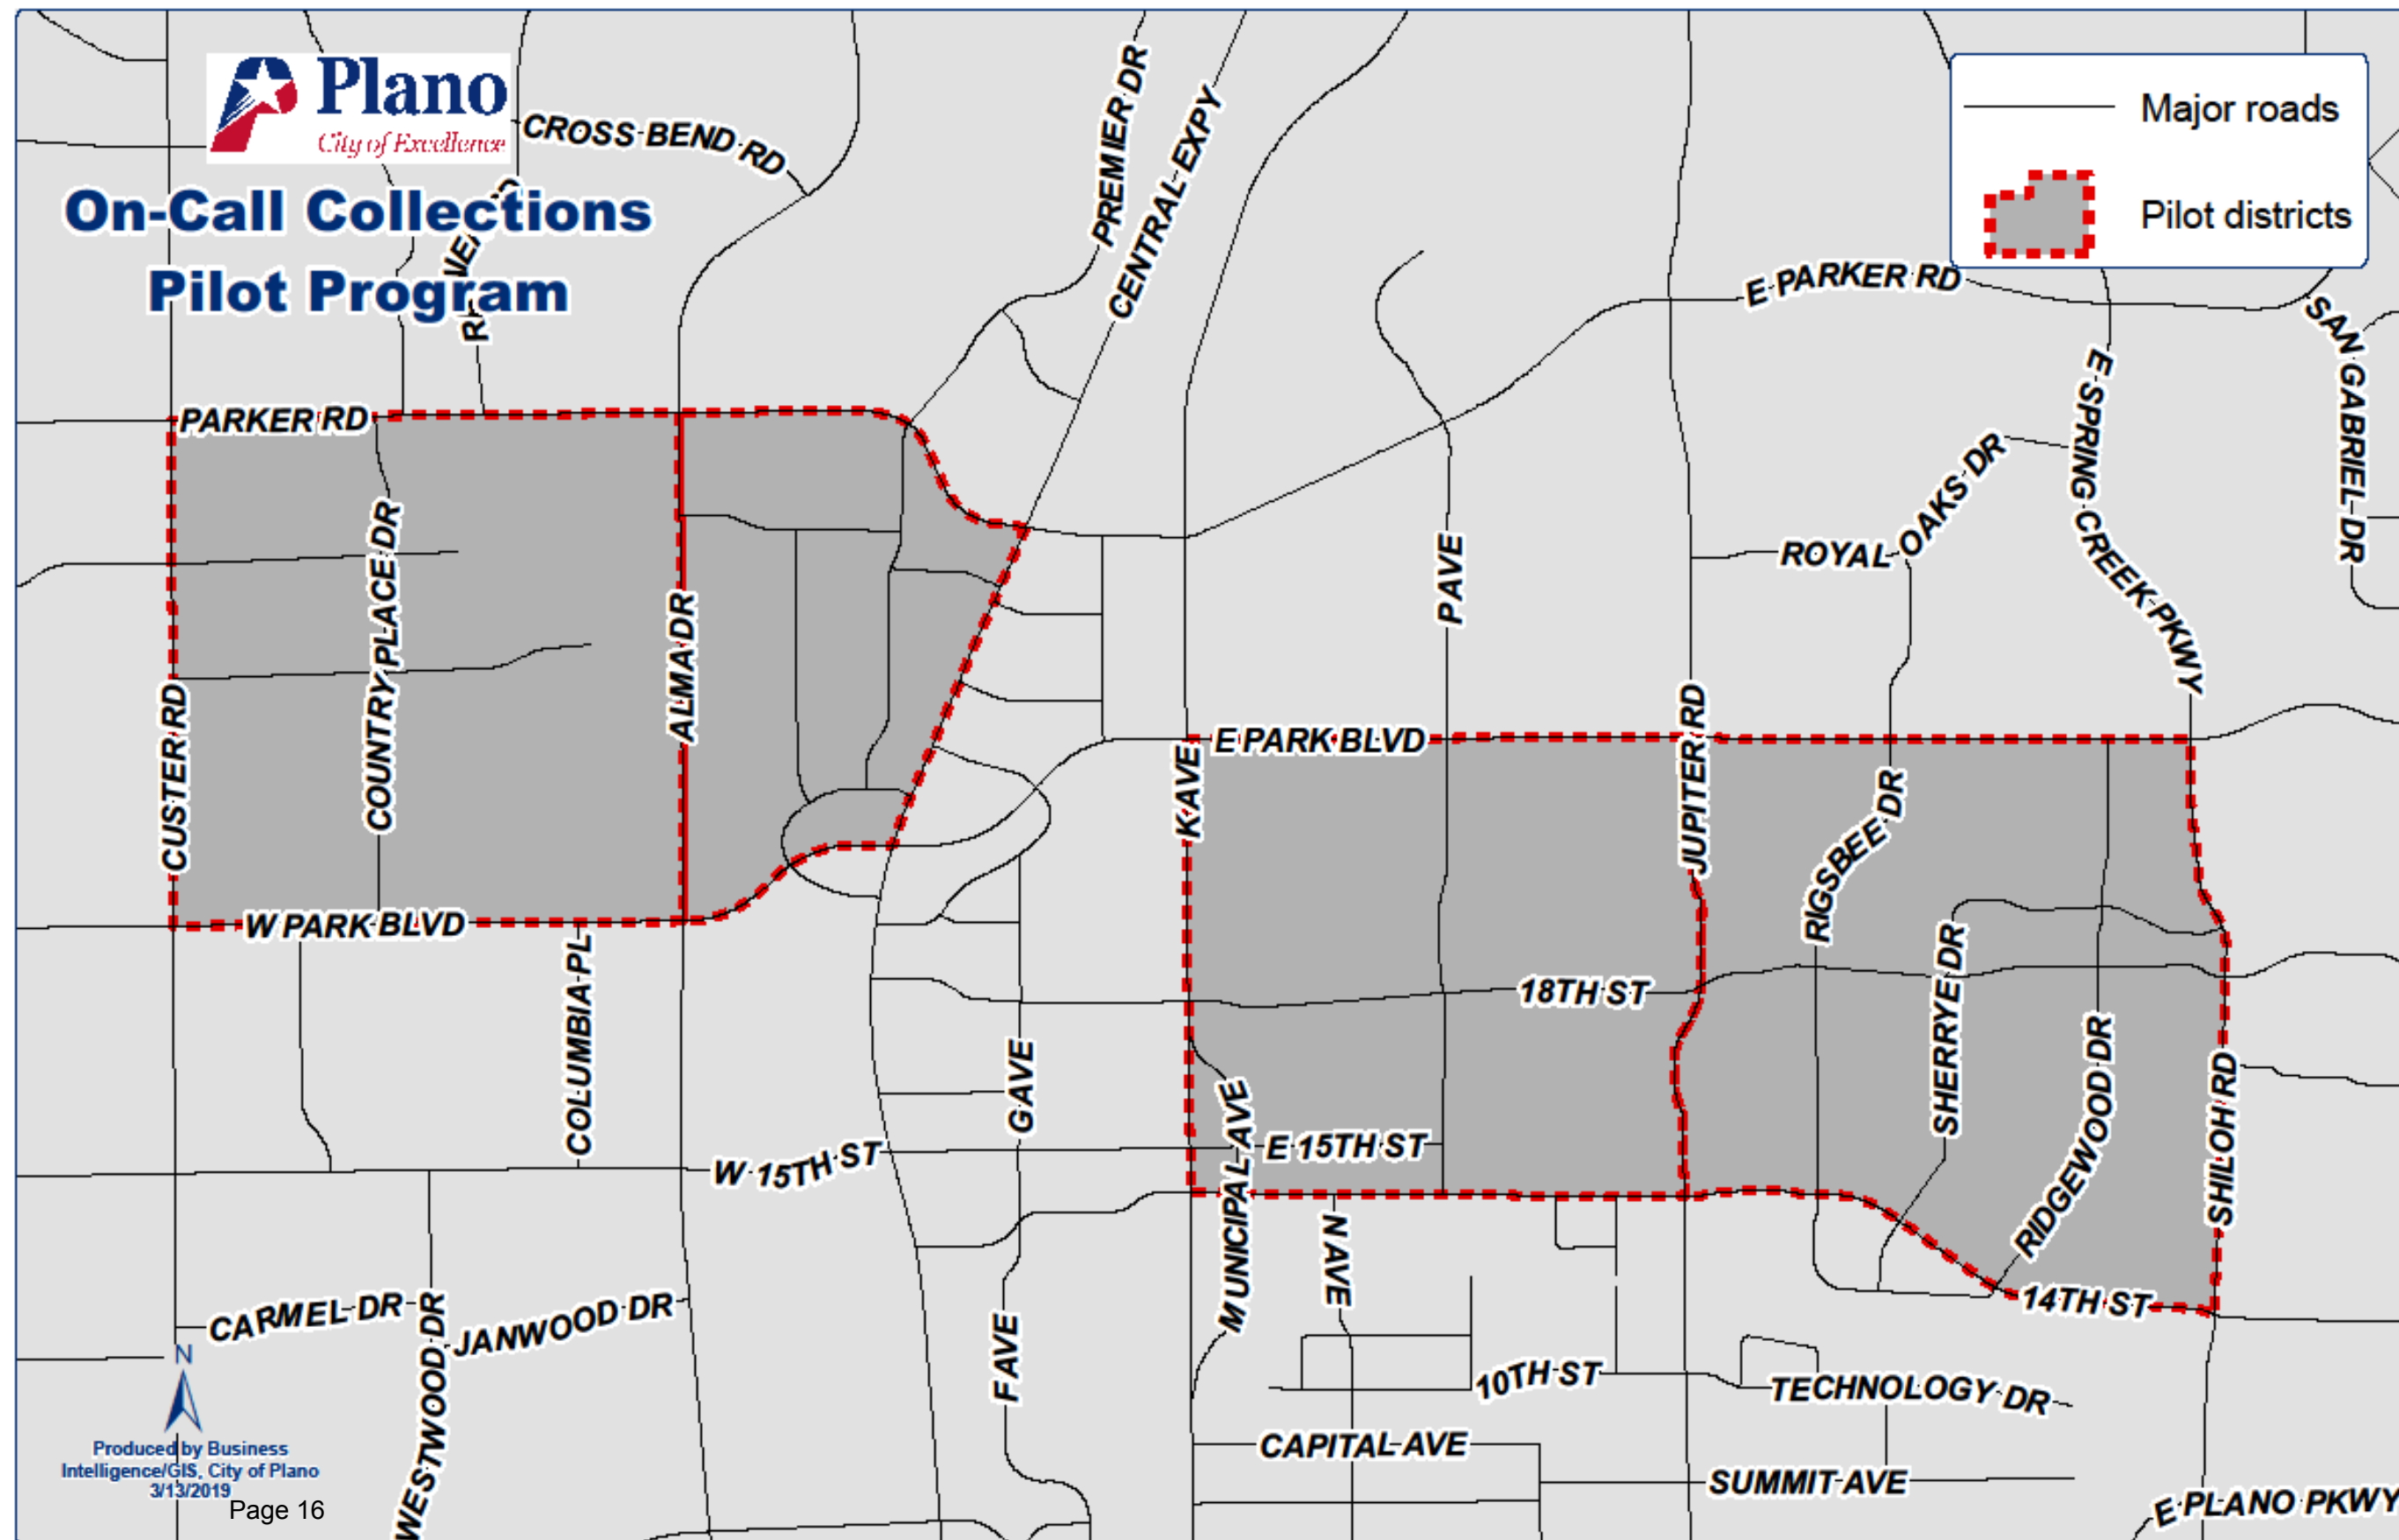 Plano
City of Excellence
On-Call Collections
Pilot Program
Major roads
Pilot districts
CROSS BEND RD
PREMIER DR
CENTRAL EXPY
E PARKER RD
SAN GABRIEL DR
E SPRING CREEK PKWY
PARKER RD
ROYAL OAKS DR
COUNTRY PLACE DR
P AVE
ALMA DR
CUSTER RD
JUPITER RD
E PARK BLVD
K AVE
RIGSBEE DR
W PARK BLVD
COLUMBIA PL
18TH ST
SHERRYE DR
RIDGEWOOD DR
G AVE
SHILOH RD
MUNICIPAL AVE
E 15TH ST
W 15TH ST
N AVE
14TH ST
CARMEL DR
WESTWOOD DR
JANWOOD DR
F AVE
10TH ST
TECHNOLOGY DR
CAPITAL AVE
SUMMIT AVE
E PLANO PKWY
N
Produced by Business
Intelligence/GIS, City of Plano
3/13/2019
Page 16